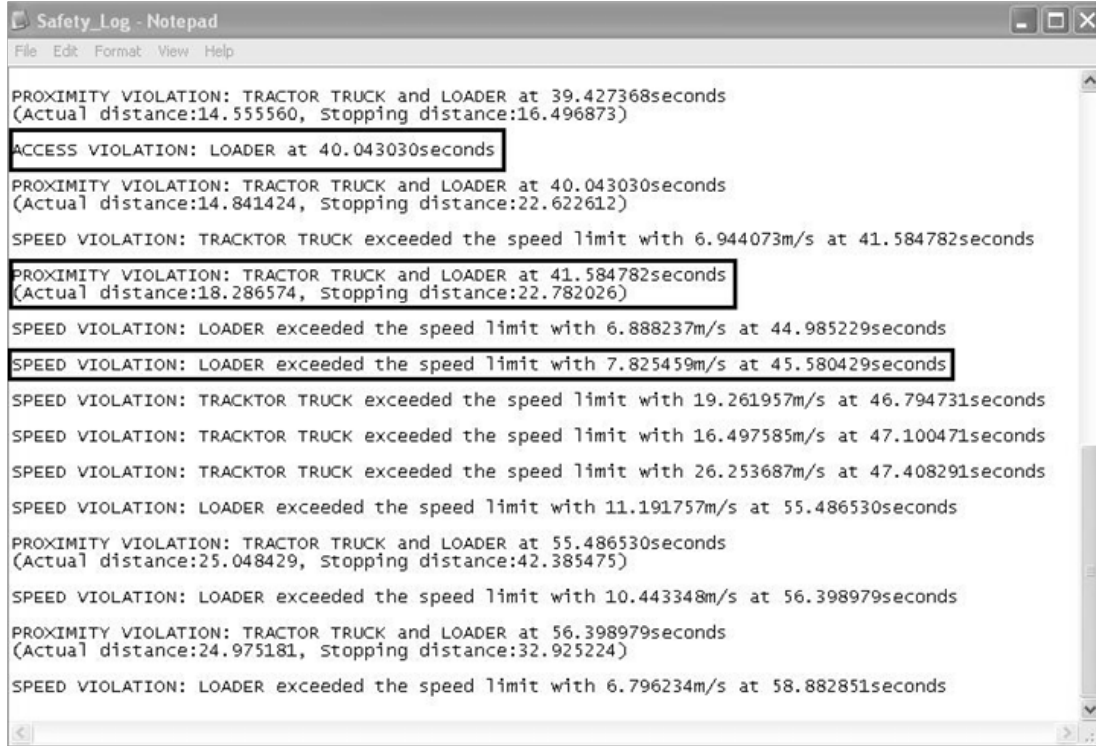 Safety_Log - Notepad
File Edit Format View Help
PROXIMITY VIOLATION: TRACTOR TRUCK and LOADER at 39.427368seconds
(Actual distance:14.555560, Stopping distance:16.496873)
ACCESS VIOLATION: LOADER at 40.043030seconds
PROXIMITY VIOLATION: TRACTOR TRUCK and LOADER at 40.043030seconds
(Actual distance:14.841424, Stopping distance:22.622612)
SPEED VIOLATION: TRACKTOR TRUCK exceeded the speed limit with 6.944073m/s at 41.584782seconds
PROXIMITY VIOLATION: TRACTOR TRUCK and LOADER at 41.584782seconds
(Actual distance:18.286574, Stopping distance:22.782026)
SPEED VIOLATION: LOADER exceeded the speed limit with 6.888237m/s at 44.985229seconds
SPEED VIOLATION: LOADER exceeded the speed limit with 7.825459m/s at 45.580429seconds
SPEED VIOLATION: TRACKTOR TRUCK exceeded the speed limit with 19.261957m/s at 46.794731seconds
SPEED VIOLATION: TRACKTOR TRUCK exceeded the speed limit with 16.497585m/s at 47.100471seconds
SPEED VIOLATION: TRACKTOR TRUCK exceeded the speed limit with 26.253687m/s at 47.408291seconds
SPEED VIOLATION: LOADER exceeded the speed limit with 11.191757m/s at 55.486530seconds
PROXIMITY VIOLATION: TRACTOR TRUCK and LOADER at 55.486530seconds
(Actual distance:25.048429, Stopping distance:42.385475)
SPEED VIOLATION: LOADER exceeded the speed limit with 10.443348m/s at 56.398979seconds
PROXIMITY VIOLATION: TRACTOR TRUCK and LOADER at 56.398979seconds
(Actual distance:24.975181, Stopping distance:32.925224)
SPEED VIOLATION: LOADER exceeded the speed limit with 6.796234m/s at 58.882851seconds